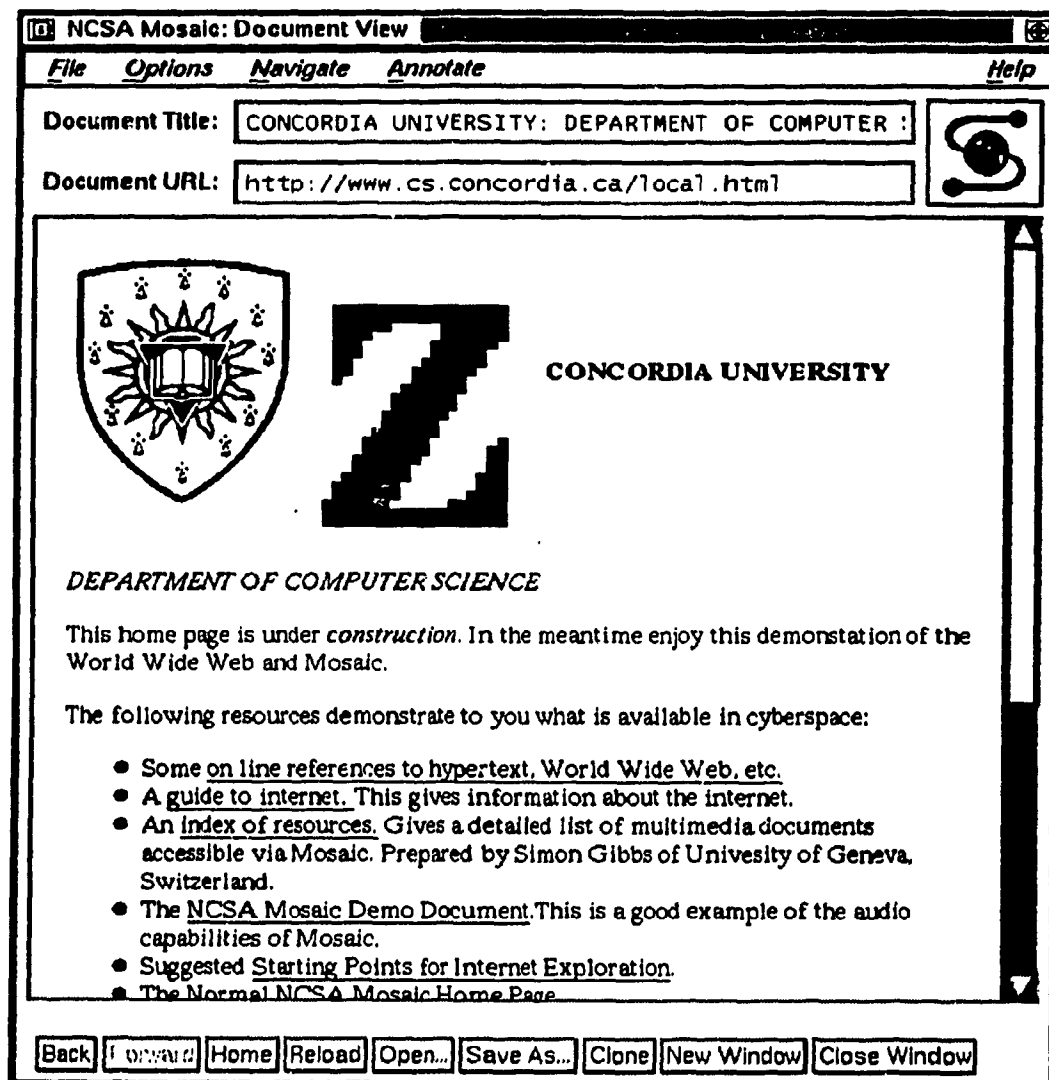 NCSA Mosaic: Document View
File Options Navigate Annotate Help
Document Title: CONCORDIA UNIVERSITY: DEPARTMENT OF COMPUTER
Document URL: http://www.cs.concordia.ca/local.html
Z
CONCORDIA UNIVERSITY
DEPARTMENT OF COMPUTER SCIENCE
This home page is under construction. In the meantime enjoy this demonstation of the
World Wide Web and Mosaic.
The following resources demonstrate to you what is available in cyberspace:
● Some on line references to hypertext, World Wide Web, etc.
● A guide to internet. This gives information about the internet.
● An index of resources. Gives a detailed list of multimedia documents
accessible via Mosaic. Prepared by Simon Gibbs of Univesity of Geneva,
Switzerland.
● The NCSA Mosaic Demo Document.This is a good example of the audio
capabilities of Mosaic.
● Suggested Starting Points for Internet Exploration.
● The Normal NCSA Mosaic Home Page
Back Forward Home Reload Open... Save As... Clone New Window Close Window